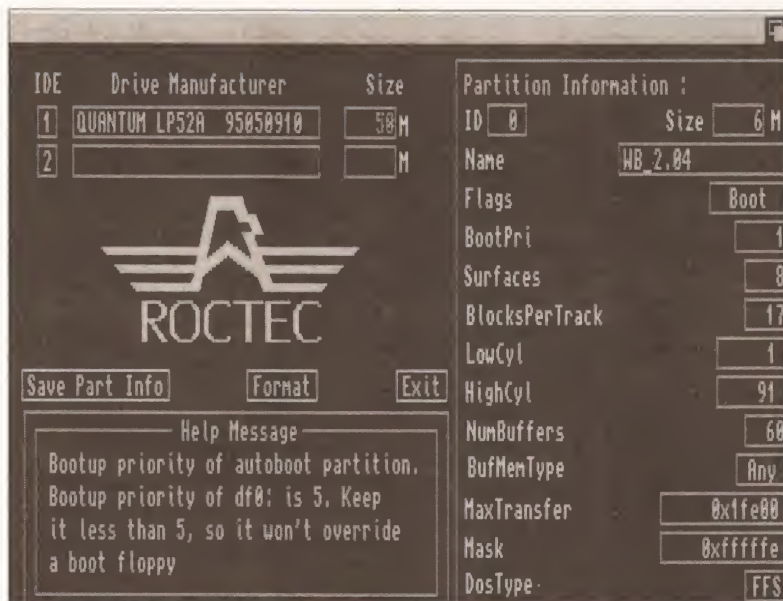 IDE Drive Manufacturer Size
1 QUANTUM LP52A 95050910 50 M
2 M
ROCTEC
Save Part Info Format Exit
Help Message
Bootup priority of autoboot partition.
Bootup priority of df0: is 5. Keep
it less than 5, so it won't override
a boot floppy
Partition Information :
ID 0 Size 6 M
Name WB_2.04
Flags Boot
BootPri 1
Surfaces 8
BlocksPerTrack 17
LowCyl 1
HighCyl 91
NumBuffers 60
BufMemType Any
MaxTransfer 0x1fe00
Mask 0xfffffe
DosType FFS